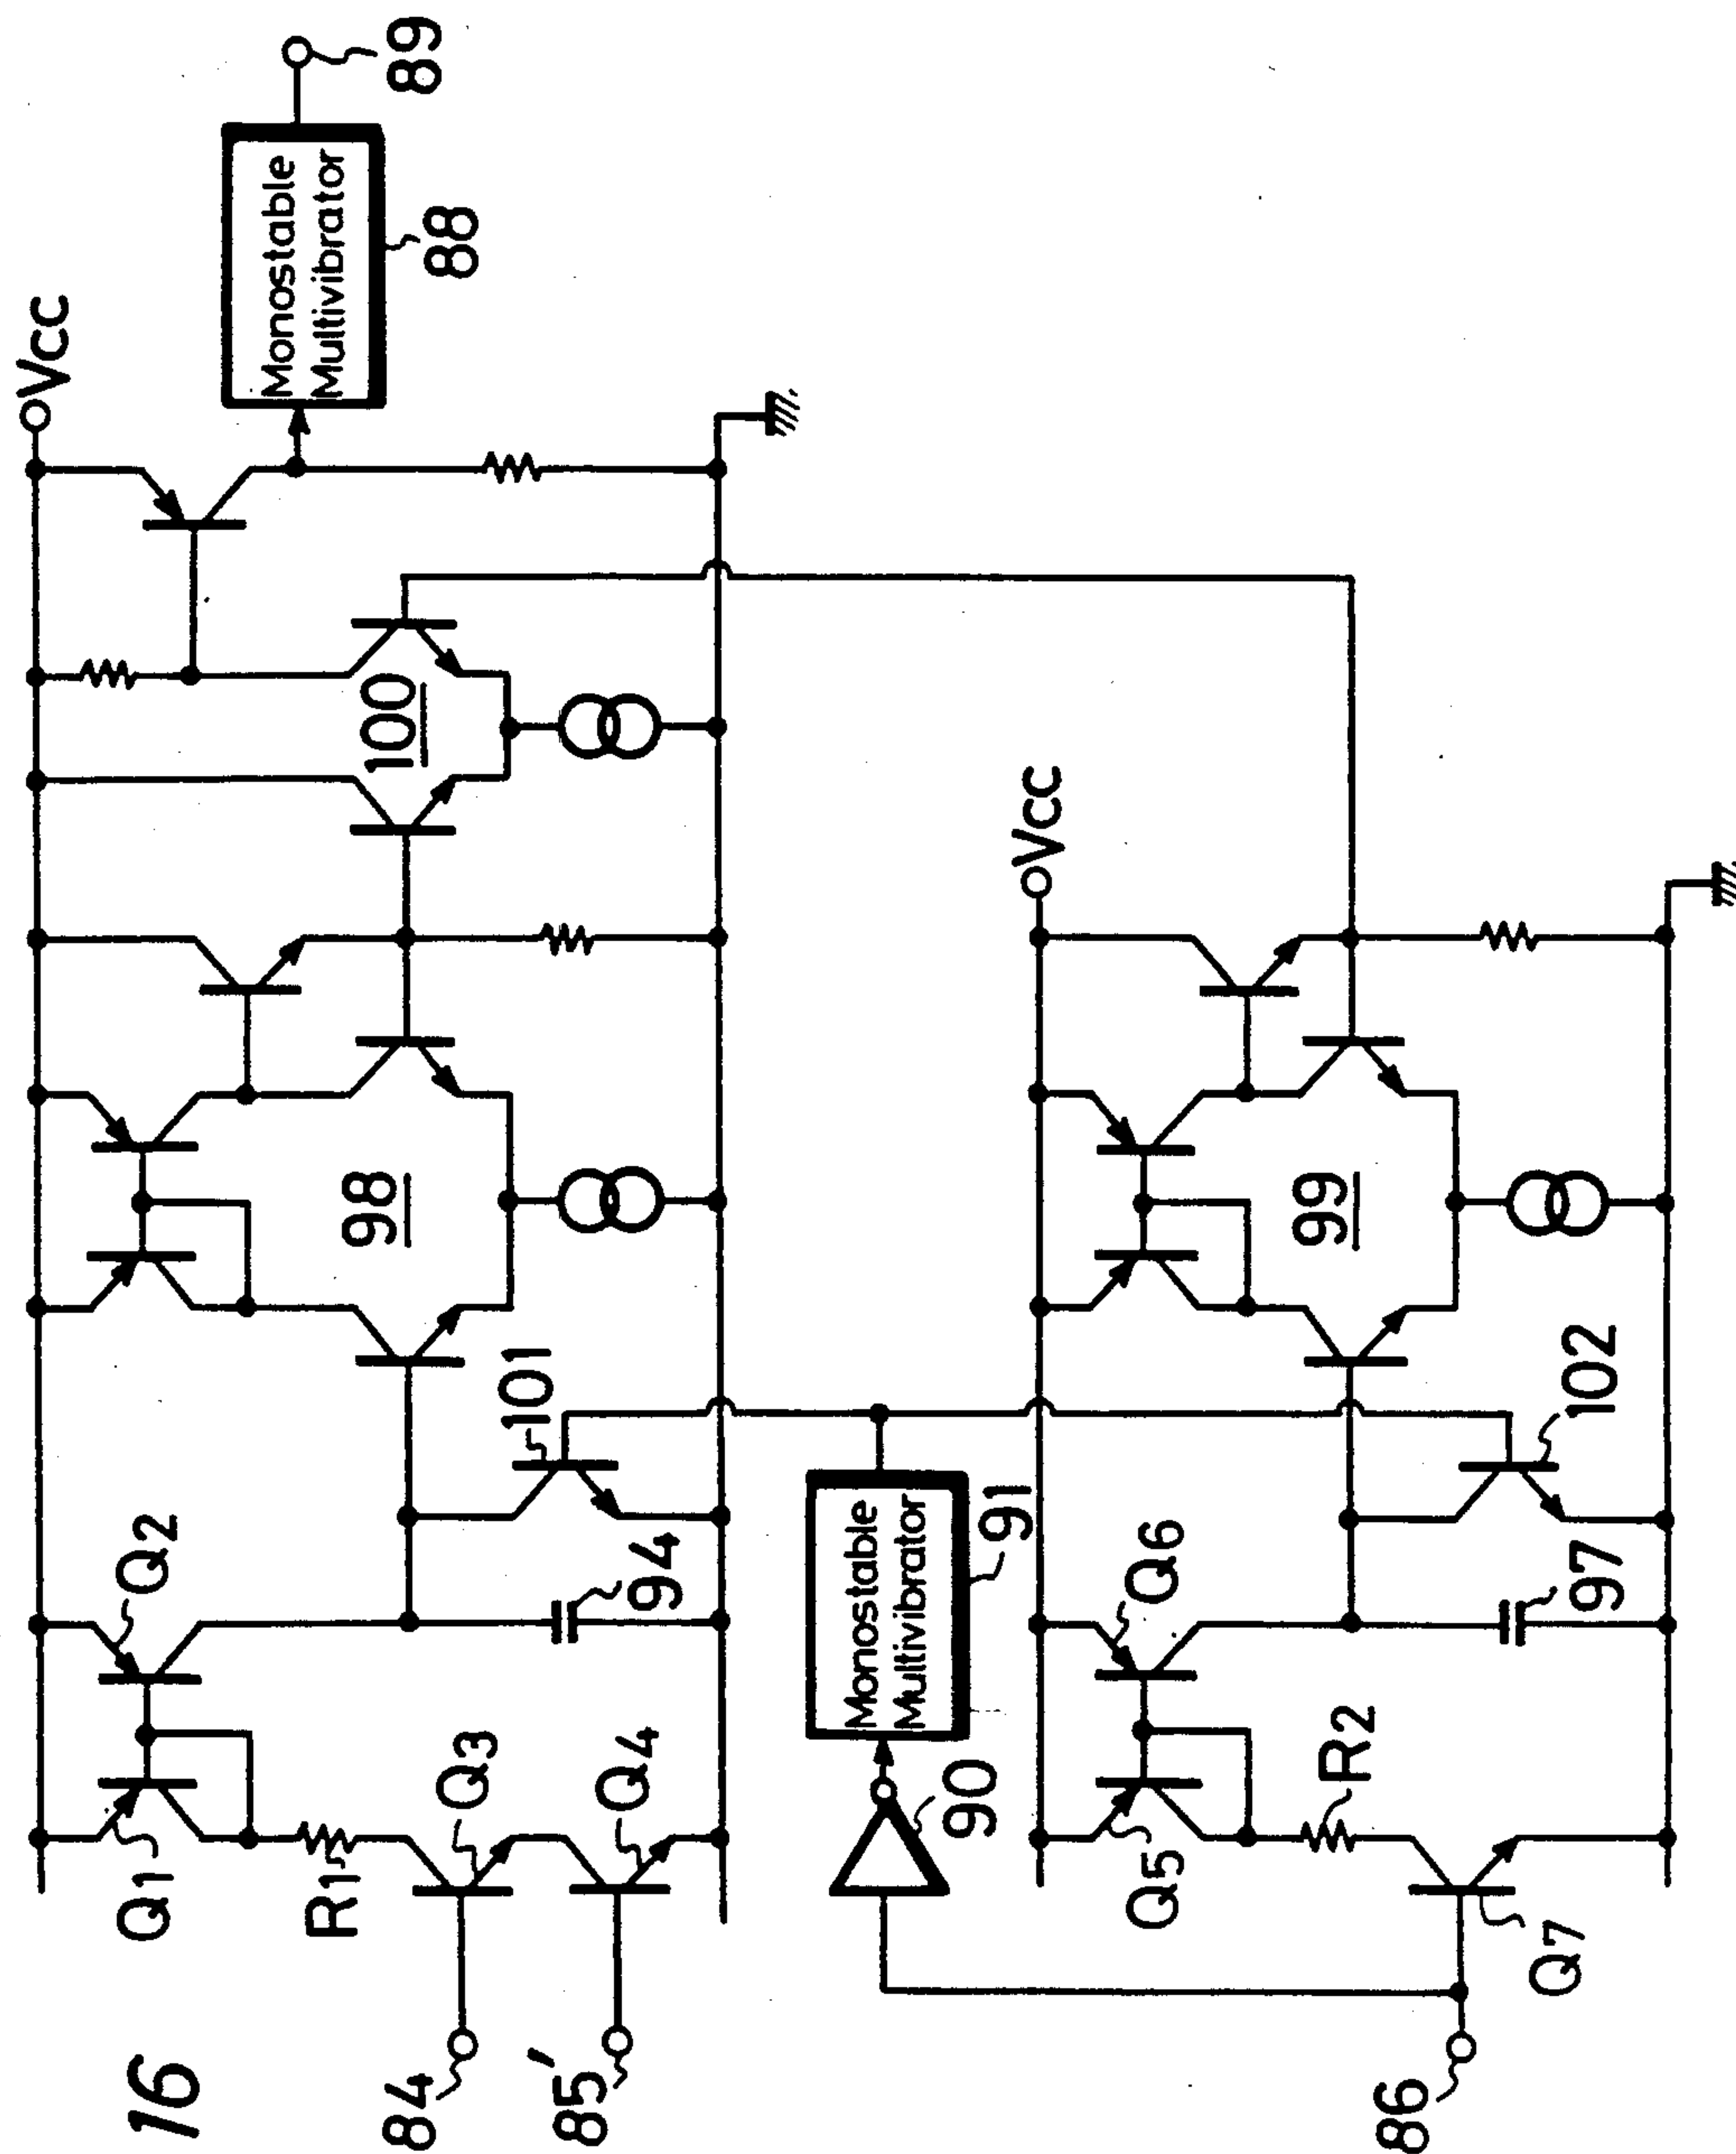 16
Vcc
89
Monostable
Multivibrator
88
Q1
Q2
R1
Q3
Q4
84
85'
94
101
98
100
Monostable
Multivibrator
91
90
Vcc
Q5
Q6
R2
Q7
86
97
102
99